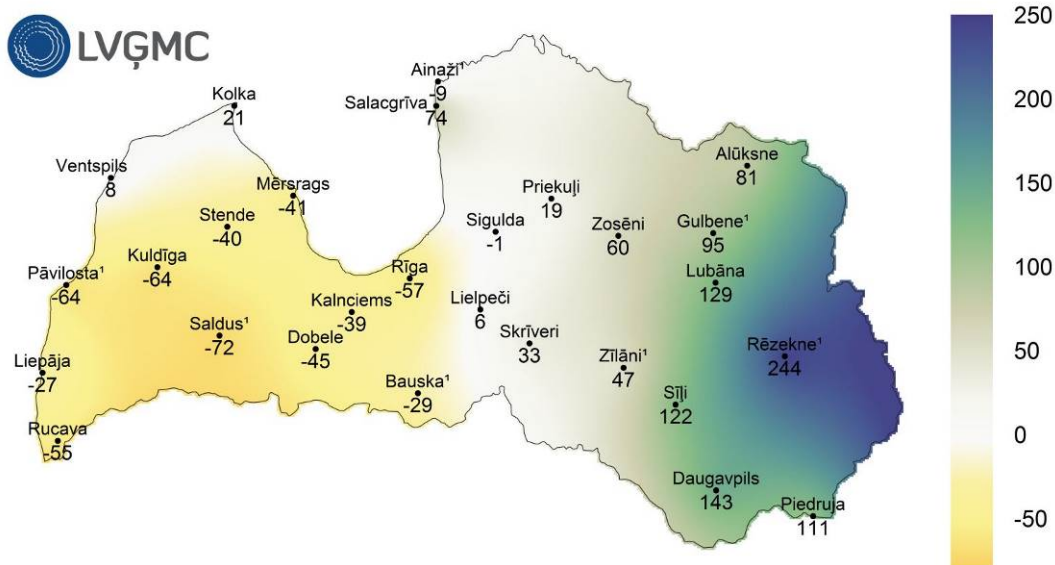 LVĢMC
250
200
150
100
50
0
-50
Ainaži¹
-9
Salacgrīva
74
Kolka
21
Ventspils
8
Mērsrags
-41
Stende
-40
Kuldīga
-64
Pāvilosta¹
-64
Saldus¹
-72
Liepāja
-27
Rucava
-55
Dobele
-45
Kalnciems
-39
Rīga
-57
Bauska¹
-29
Sigulda
-1
Lielpeči
6
Skrīveri
33
Priekuļi
19
Zosēni
60
Zīlāni¹
47
Alūksne
81
Gulbene¹
95
Lubāna
129
Rēzekne¹
244
Sīļi
122
Daugavpils
143
Piedruja
111